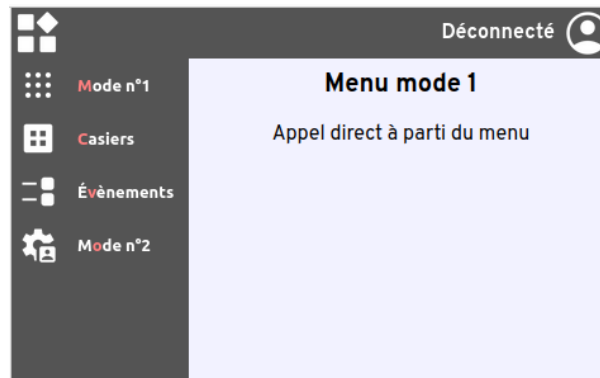 Déconnecté
Mode n°1
Casiers
Évènements
Mode n°2
Menu mode 1
Appel direct à parti du menu